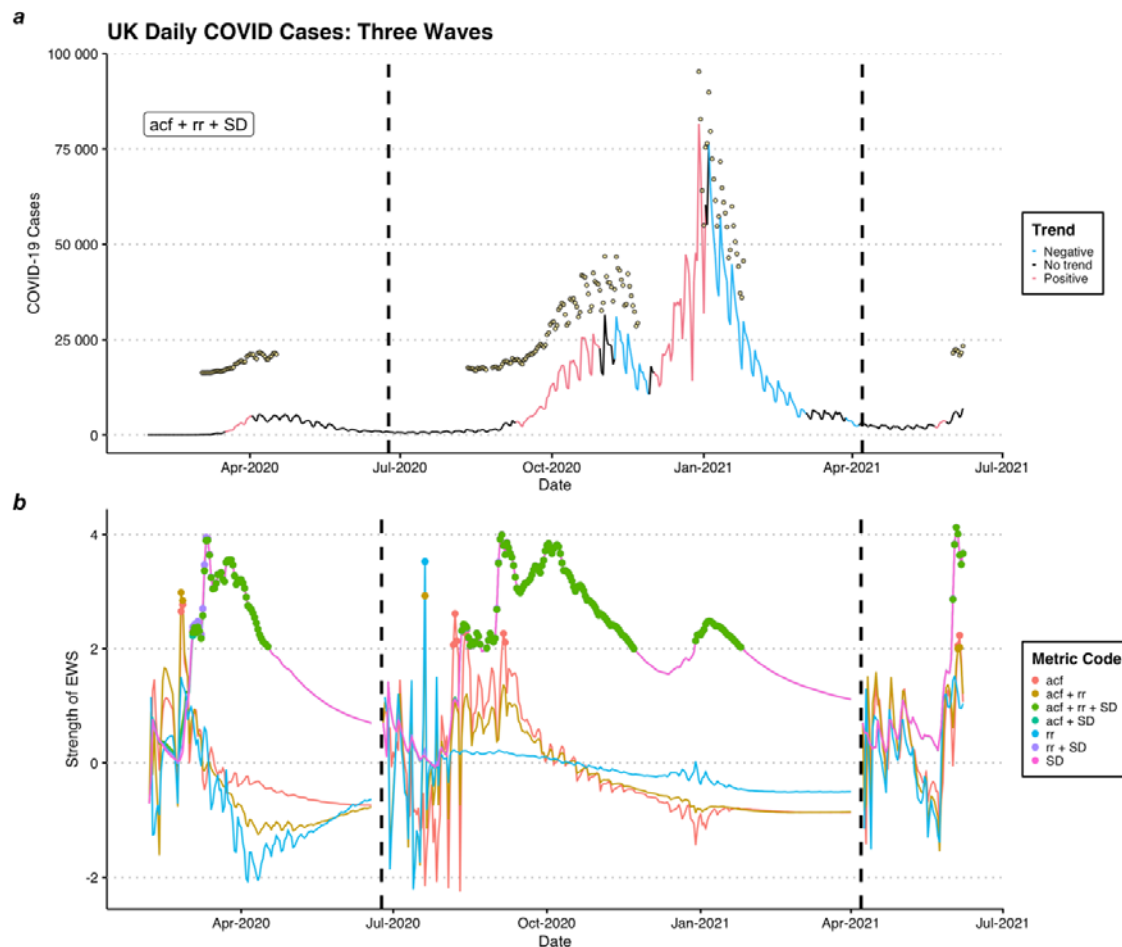 a
UK Daily COVID Cases: Three Waves
100 000
75 000
50 000
25 000
0
COVID-19 Cases
acf + rr + SD
Apr-2020
Jul-2020
Oct-2020
Jan-2021
Apr-2021
Jul-2021
Date
Trend
Negative
No trend
Positive
b
4
2
0
-2
Strength of EWS
Apr-2020
Jul-2020
Oct-2020
Jan-2021
Apr-2021
Jul-2021
Date
Metric Code
acf
acf + rr
acf + rr + SD
acf + SD
rr
rr + SD
SD